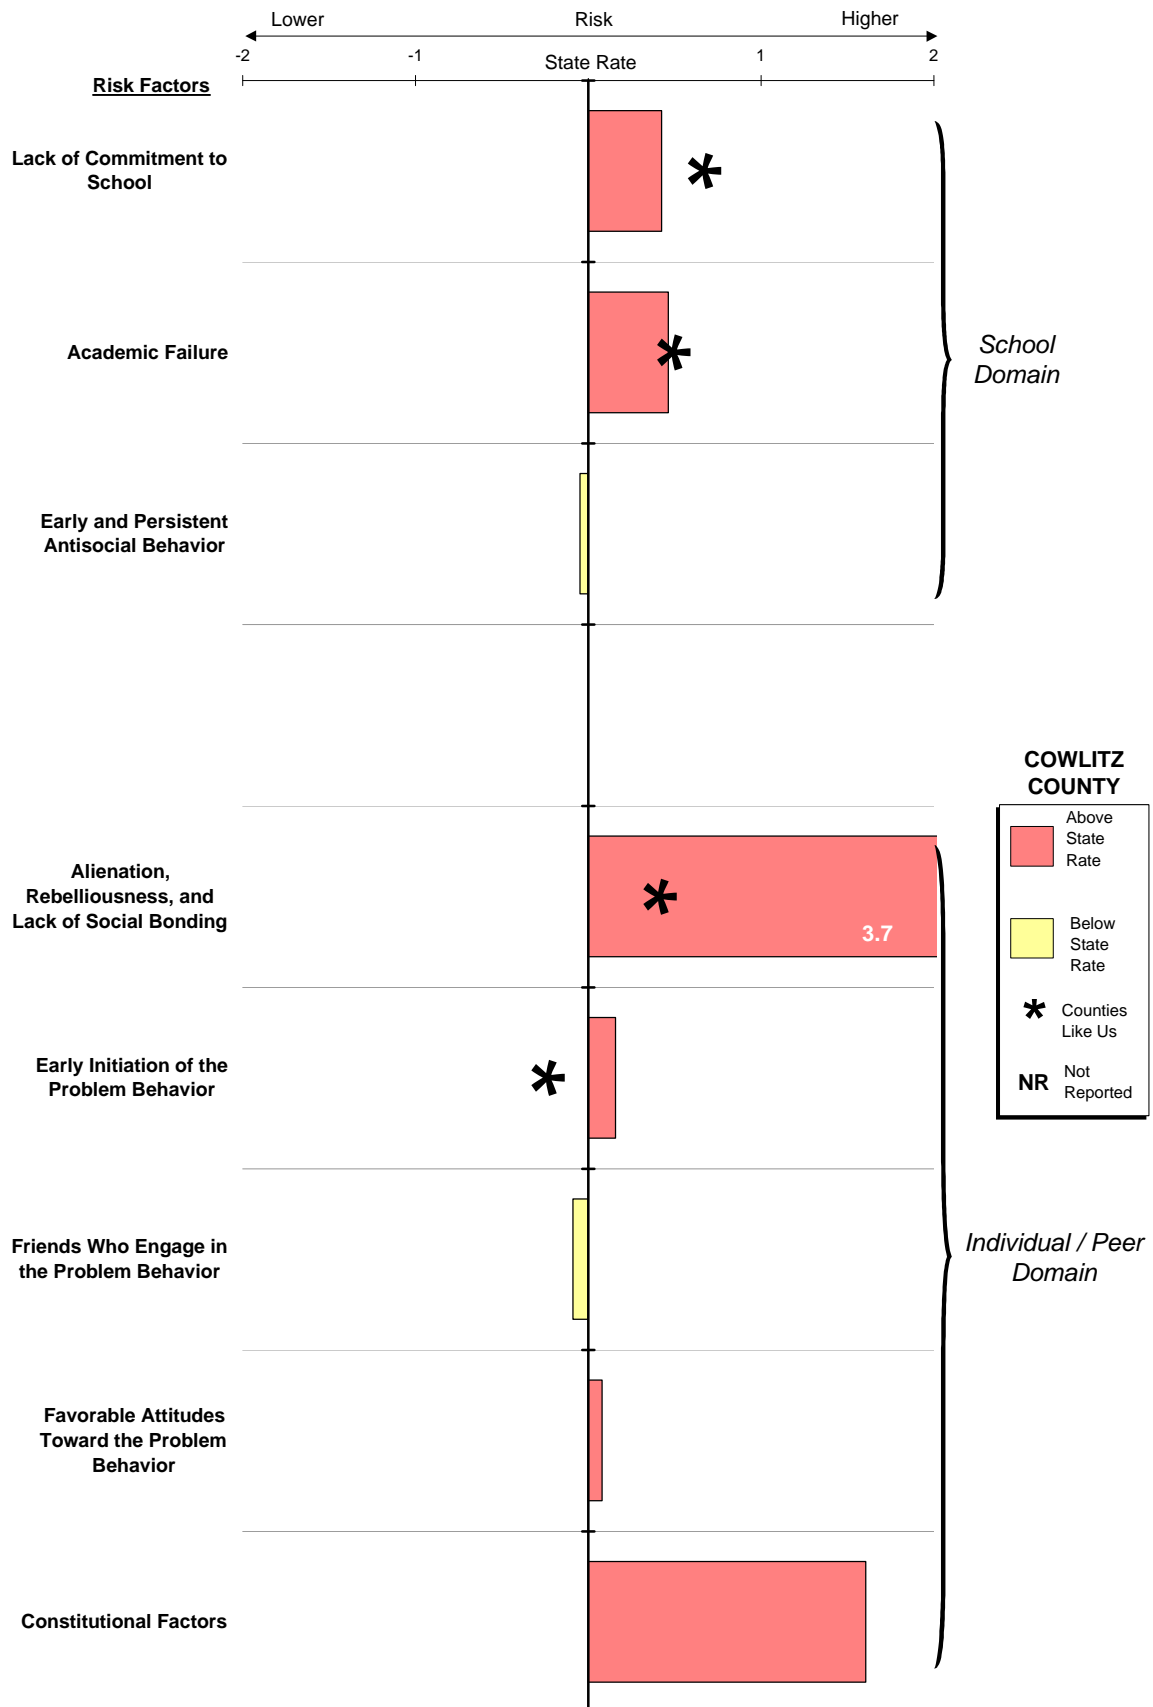 Lower Risk Higher
-2 -1 State Rate 1 2
Risk Factors
Lack of Commitment to
School
*
Academic Failure
*
School
Domain
Early and Persistent
Antisocial Behavior
COWLITZ
COUNTY
Above
State
Rate
Below
State
Rate
* Counties
Like Us
NR Not
Reported
Alienation,
Rebelliousness, and
Lack of Social Bonding
*
3.7
Early Initiation of the
Problem Behavior
*
Friends Who Engage in
the Problem Behavior
Individual / Peer
Domain
Favorable Attitudes
Toward the Problem
Behavior
Constitutional Factors